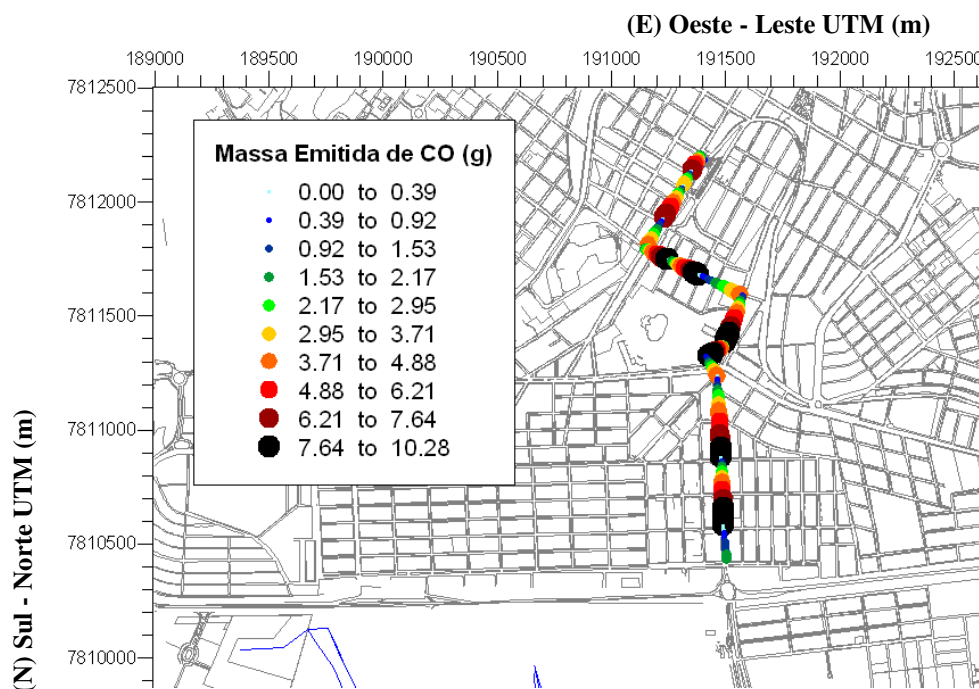 (E) Oeste - Leste UTM (m)
189000 189500 190000 190500 191000 191500 192000 192500
7812500
7812000
7811500
7811000
7810500
7810000
(N) Sul - Norte UTM (m)
Massa Emitida de CO (g)
0.00 to 0.39
0.39 to 0.92
0.92 to 1.53
1.53 to 2.17
2.17 to 2.95
2.95 to 3.71
3.71 to 4.88
4.88 to 6.21
6.21 to 7.64
7.64 to 10.28